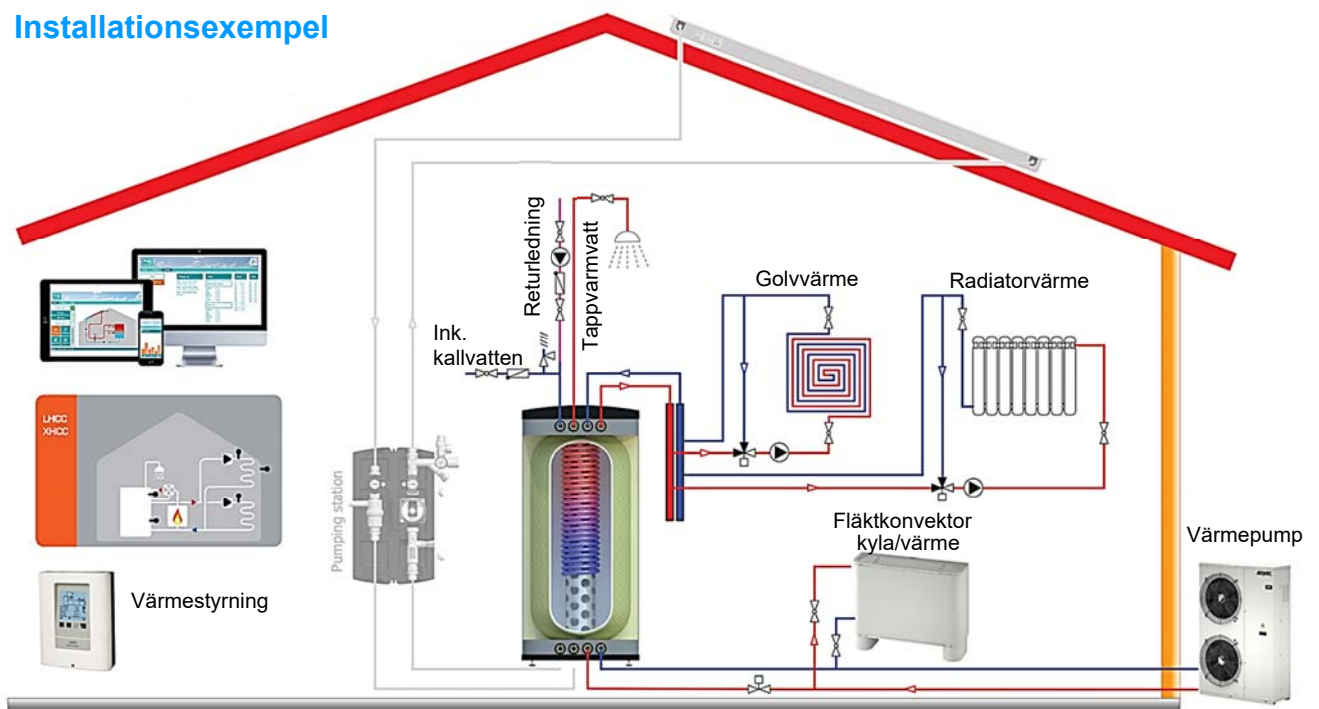 Installationsexempel
Returledning
Tappvarmvatt
Ink.
kallvatten
Golvvärme
Radiatorvärme
LHCC
XHCC
Pumping station
Fläktkonvektor
kyla/värme
Värmepump
Värmestyrning